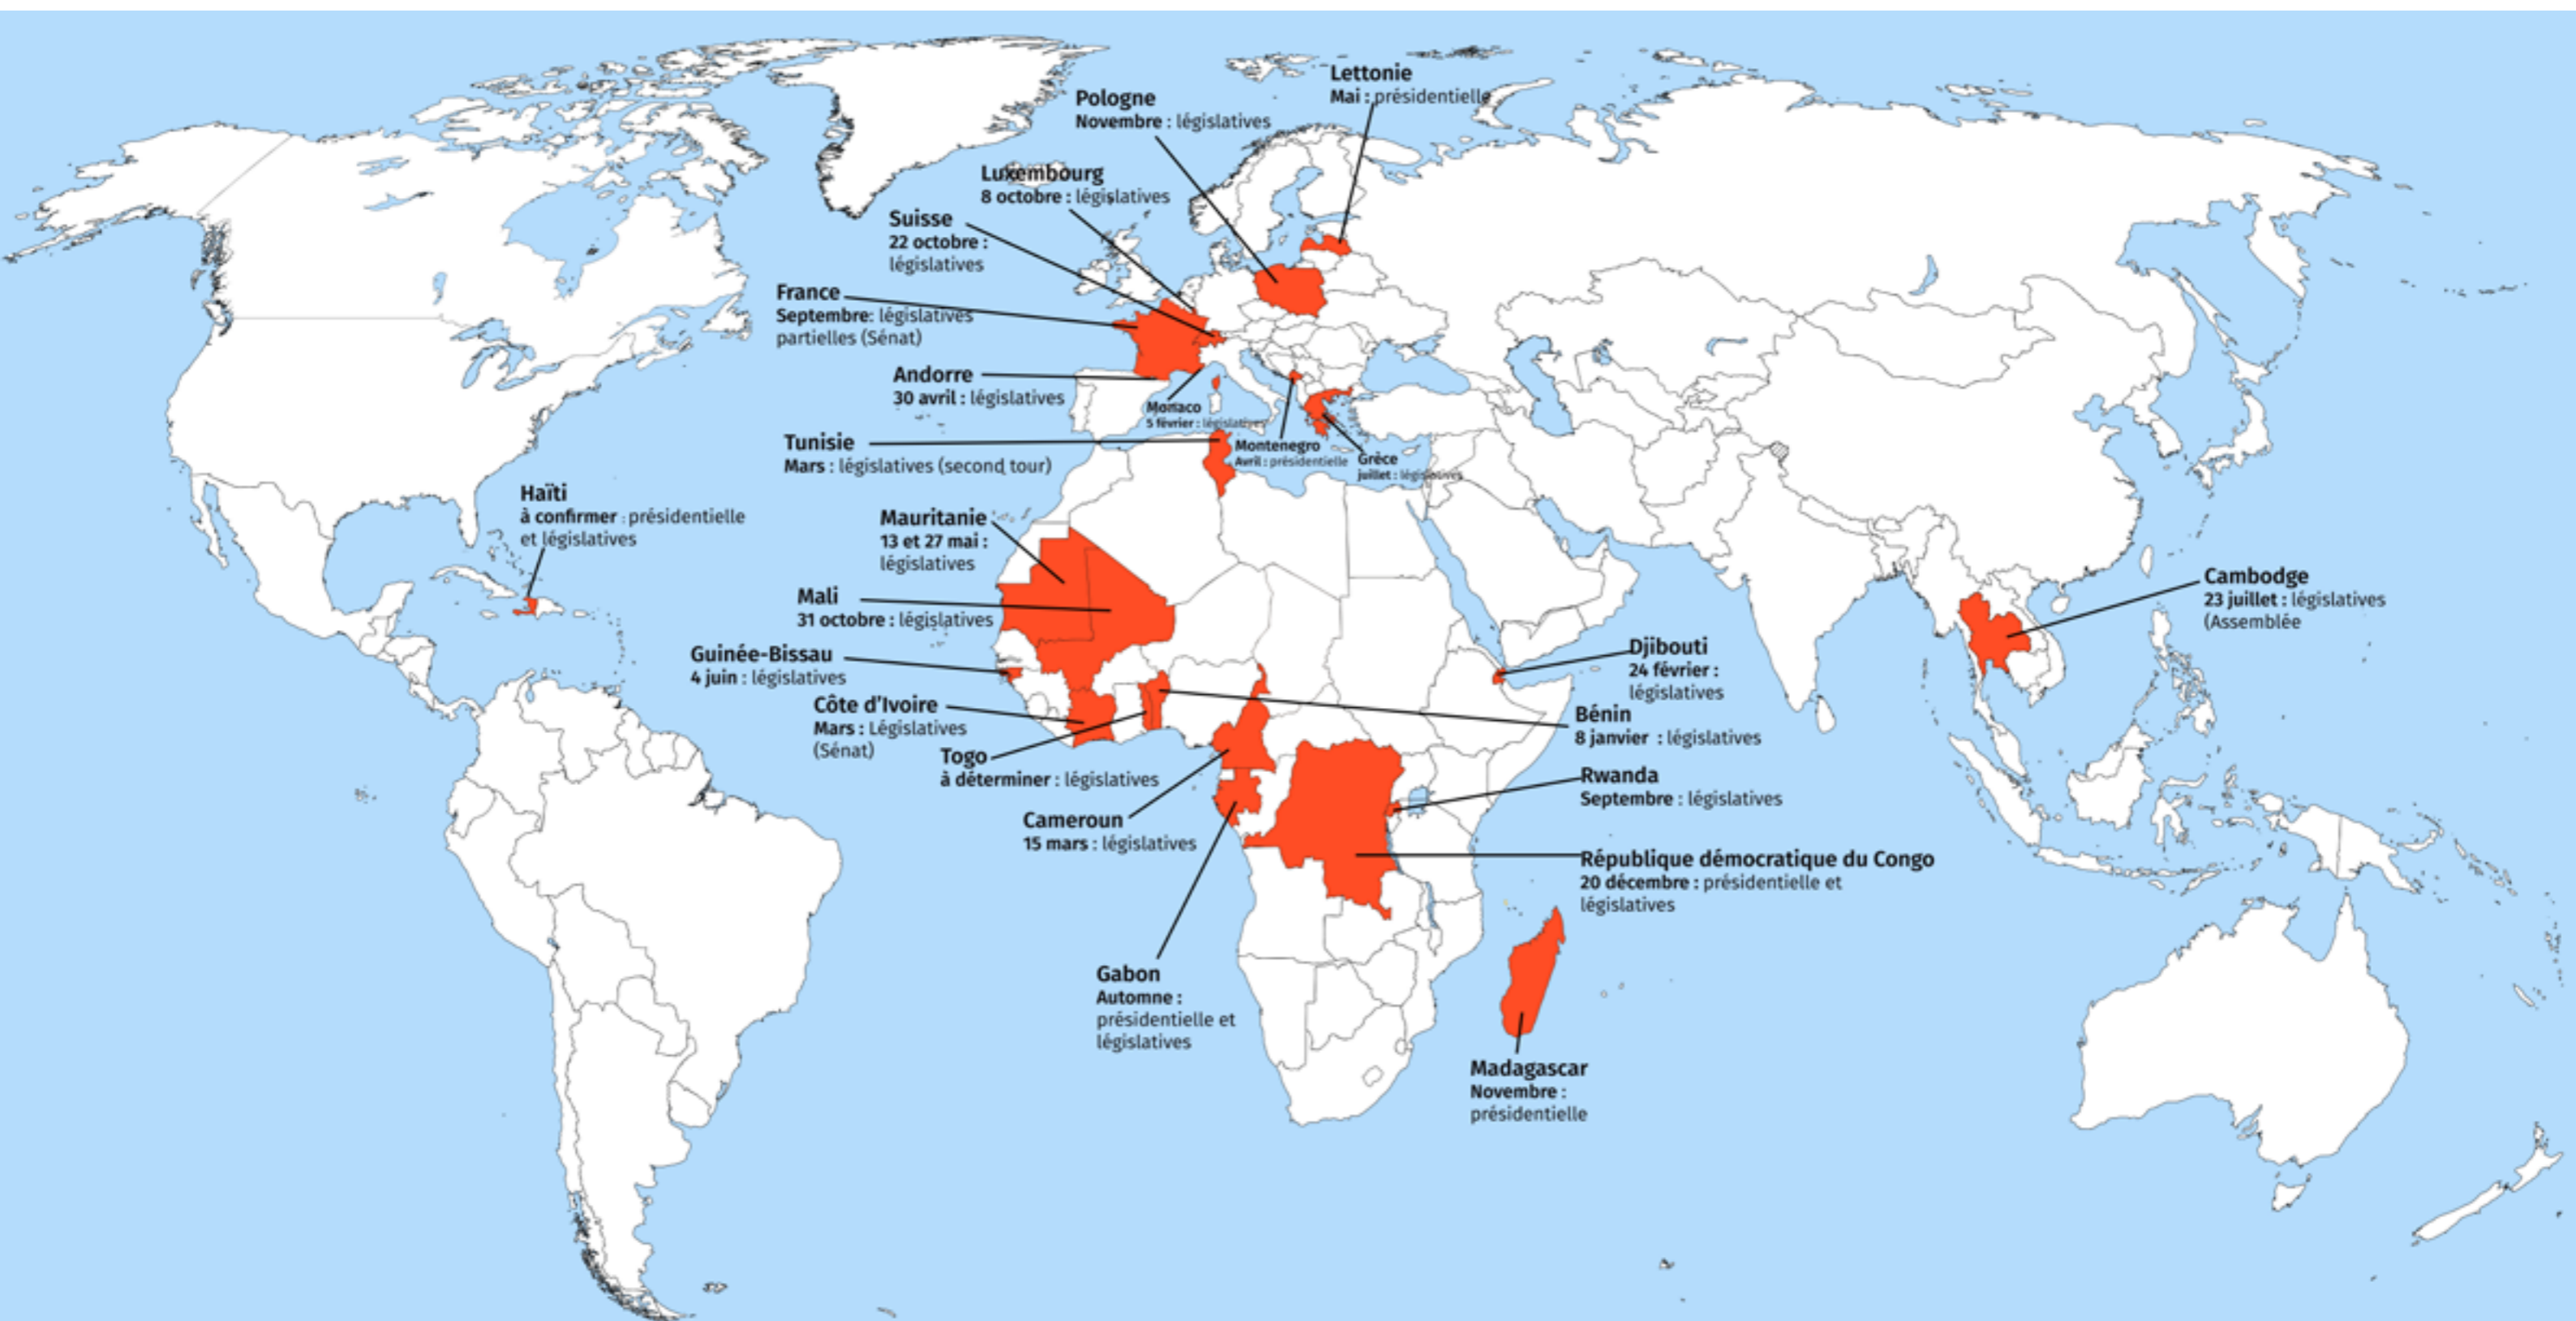 Lettonie
Mai : présidentielle
Pologne
Novembre : législatives
Luxembourg
8 octobre : législatives
Suisse
22 octobre :
législatives
France
Septembre: législatives
partielles (Sénat)
Andorre
30 avril : législatives
Monaco
5 février : législatives
Montenegro
Avril : présidentielle
Grèce
juillet : législatives
Tunisie
Mars : législatives (second tour)
Haïti
à confirmer : présidentielle
et législatives
Mauritanie
13 et 27 mai :
législatives
Mali
31 octobre : législatives
Guinée-Bissau
4 juin : législatives
Côte d'Ivoire
Mars : Législatives
(Sénat)
Togo
à déterminer : législatives
Cameroun
15 mars : législatives
Gabon
Automne :
présidentielle et
législatives
Cambodge
23 juillet : législatives
(Assemblée
Djibouti
24 février :
législatives
Bénin
8 janvier : législatives
Rwanda
Septembre : législatives
République démocratique du Congo
20 décembre : présidentielle et
législatives
Madagascar
Novembre :
présidentielle